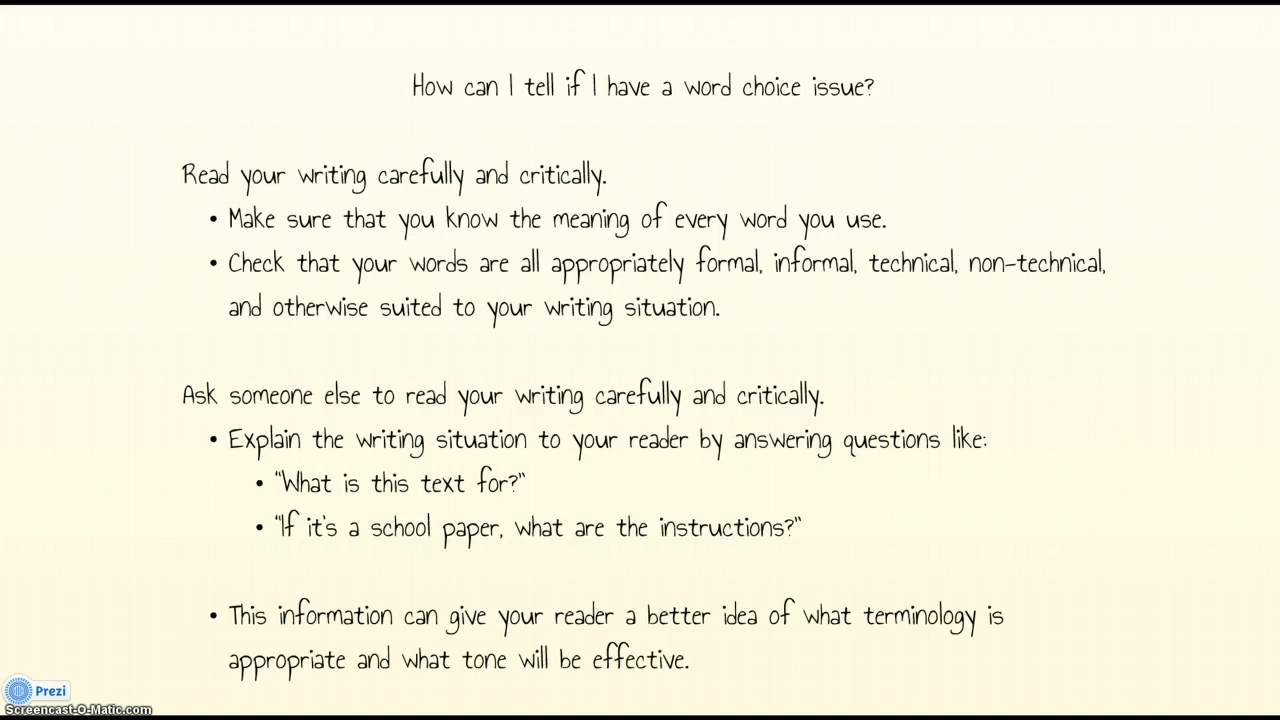 How can I tell if I have a word choice issue?
Read your writing carefully and critically.
• Make sure that you know the meaning of every word you use.
• Check that your words are all appropriately formal, informal, technical, non-technical,
and otherwise suited to your writing situation.
Ask someone else to read your writing carefully and critically.
• Explain the writing situation to your reader by answering questions like:
• "What is this text for?"
• "If it's a school paper, what are the instructions?"
• This information can give your reader a better idea of what terminology is
appropriate and what tone will be effective.
Prezi
Screencast-O-Matic.com